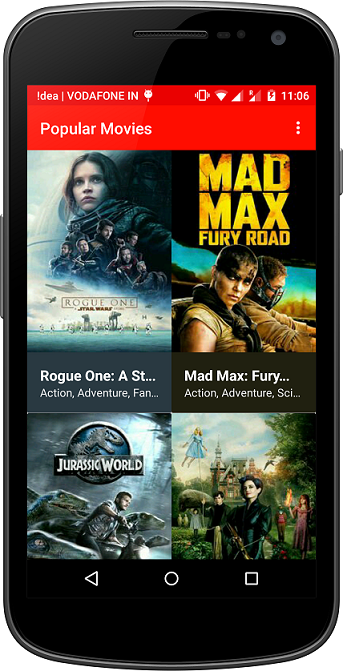 !dea | VODAFONE IN 11:06
Popular Movies
MAD
MAX
FURY ROAD
ROGUE ONE
A STAR WARS STORY
Rogue One: A St...
Action, Adventure, Fan...
Mad Max: Fury...
Action, Adventure, Sci...
JURASSIC WORLD